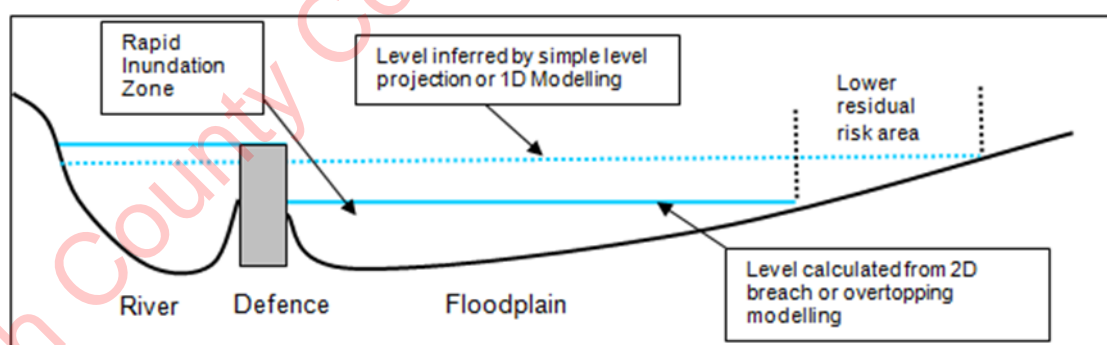 Rapid
Inundation
Zone
Level inferred by simple level
projection or 1D Modelling
Lower
residual
risk area
Level calculated from 2D
breach or overtopping
modelling
River
Defence
Floodplain
County